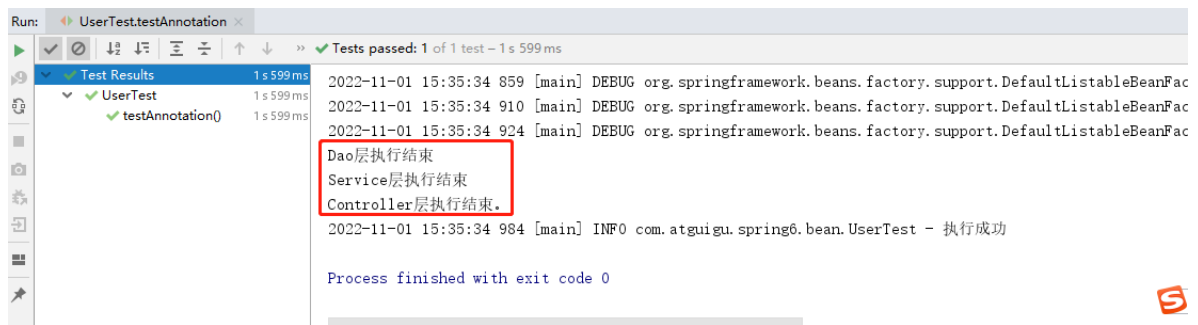 Run: UserTest.testAnnotation ×
» Tests passed: 1 of 1 test – 1 s 599 ms
Test Results 1 s 599 ms
UserTest 1 s 599 ms
testAnnotation() 1 s 599 ms
2022-11-01 15:35:34 859 [main] DEBUG org.springframework.beans.factory.support.DefaultListableBeanFac
2022-11-01 15:35:34 910 [main] DEBUG org.springframework.beans.factory.support.DefaultListableBeanFac
2022-11-01 15:35:34 924 [main] DEBUG org.springframework.beans.factory.support.DefaultListableBeanFac
Dao层执行结束
Service层执行结束
Controller层执行结束。
2022-11-01 15:35:34 984 [main] INFO com.atguigu.spring6.bean.UserTest - 执行成功
Process finished with exit code 0